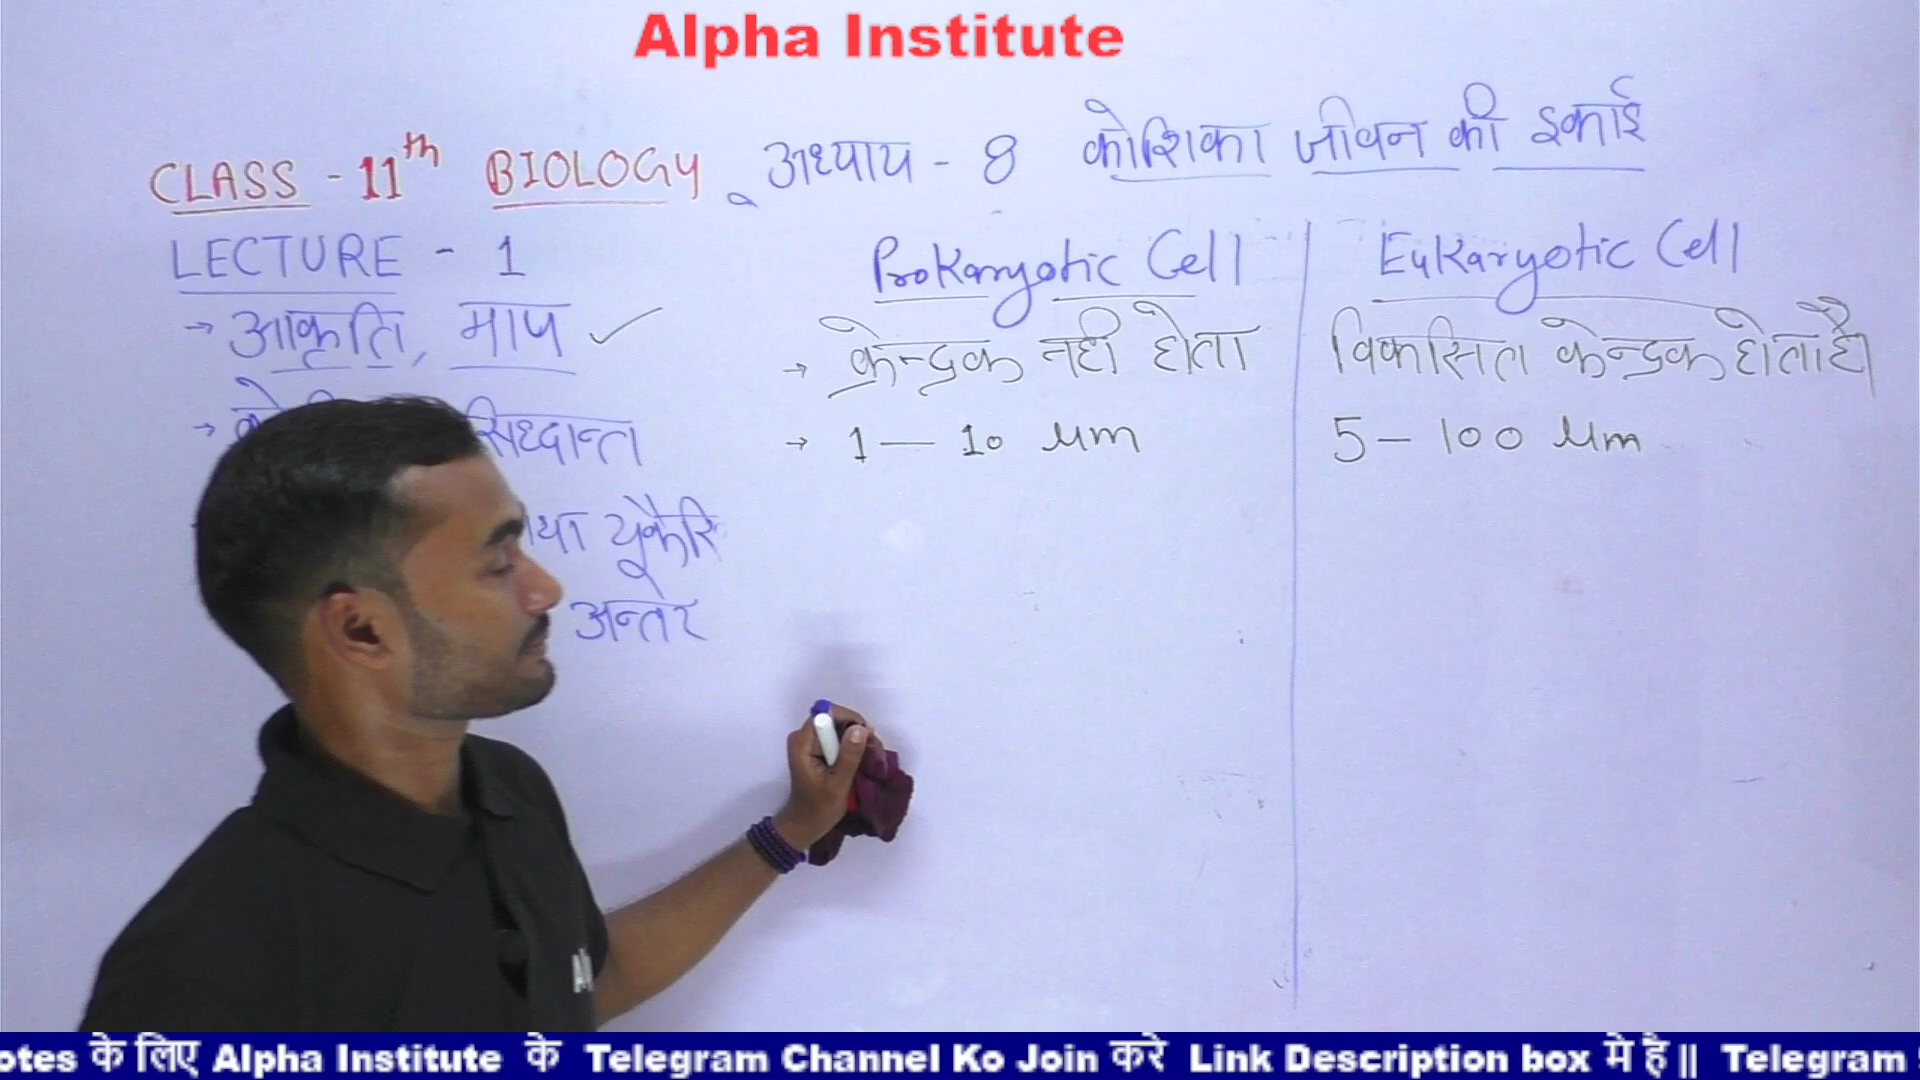 Alpha Institute
CLASS - 11th BIOLOGY, अध्याय - 8 कोशिका जीवन की इकाई
LECTURE - 1
→ आकृति, माप ✓
→ सिध्दान्त
अन्तर
Prokaryotic Cell
→ केन्द्रक नही होता
→ 1 — 10 μm
Eukaryotic Cell
विकसित केन्द्रक होता है।
5 — 100 μm
के लिए Alpha Institute के Telegram Channel Ko Join करे Link Description box मे है || Telegram